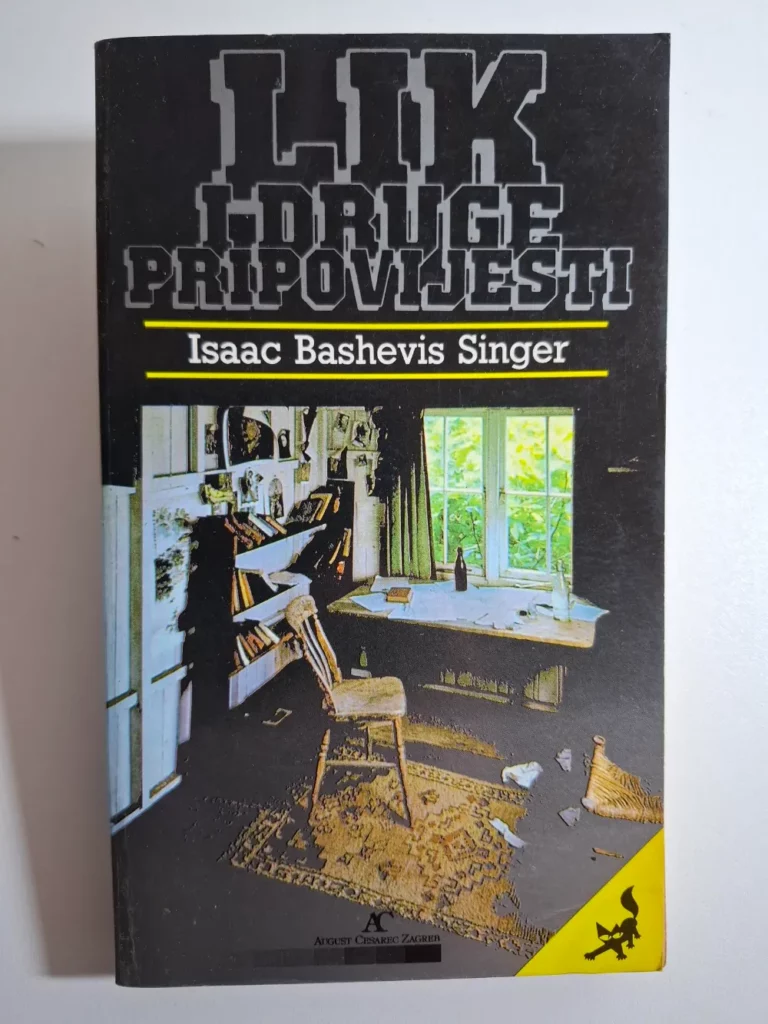 LIK
I DRUGE
PRIPOVIJESTI
Isaac Bashevis Singer
AC
AUGUST CESAREC ZAGREB